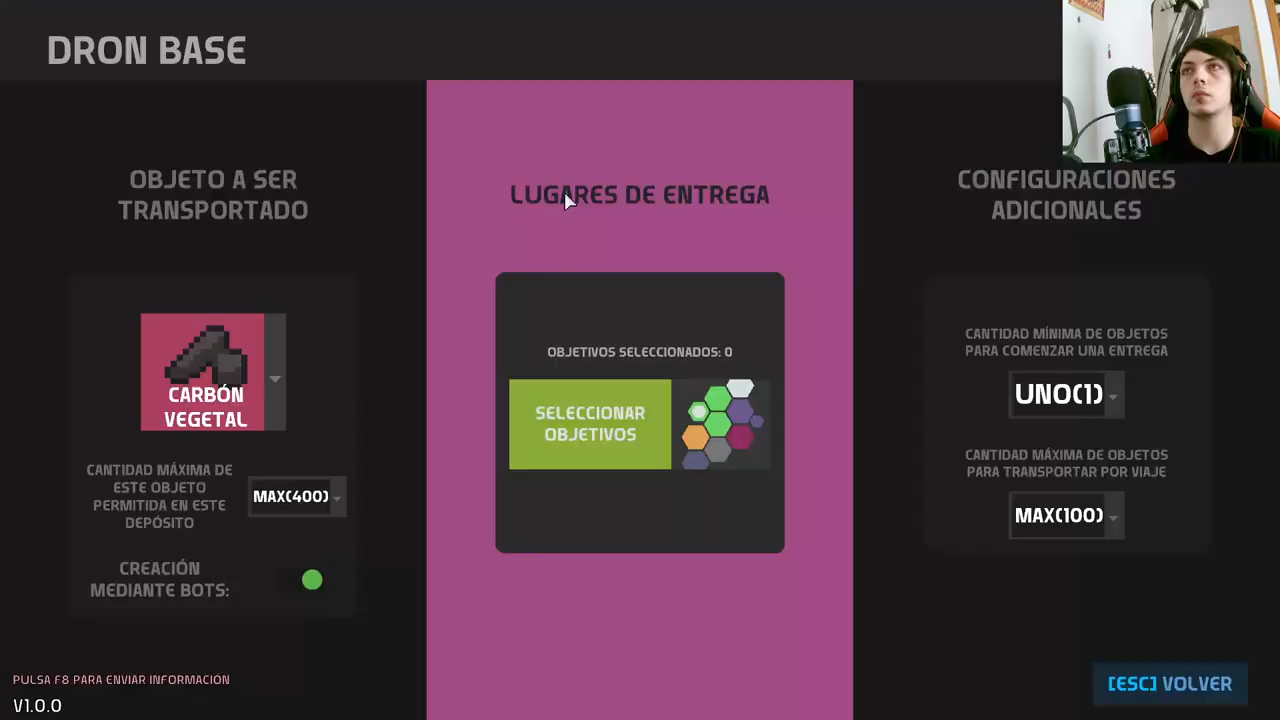 DRON BASE
OBJETO A SER
TRANSPORTADO
CARBÓN
VEGETAL
CANTIDAD MÁXIMA DE
ESTE OBJETO
PERMITIDA EN ESTE
DEPÓSITO
MAX(400)
CREACIÓN
MEDIANTE BOTS:
LUGARES DE ENTREGA
OBJETIVOS SELECCIONADOS: 0
SELECCIONAR
OBJETIVOS
CONFIGURACIONES
ADICIONALES
CANTIDAD MÍNIMA DE OBJETOS
PARA COMENZAR UNA ENTREGA
UNO(1)
CANTIDAD MÁXIMA DE OBJETOS
PARA TRANSPORTAR POR VIAJE
MAX(100)
PULSA F8 PARA ENVIAR INFORMACIÓN
V1.0.0
[ESC] VOLVER